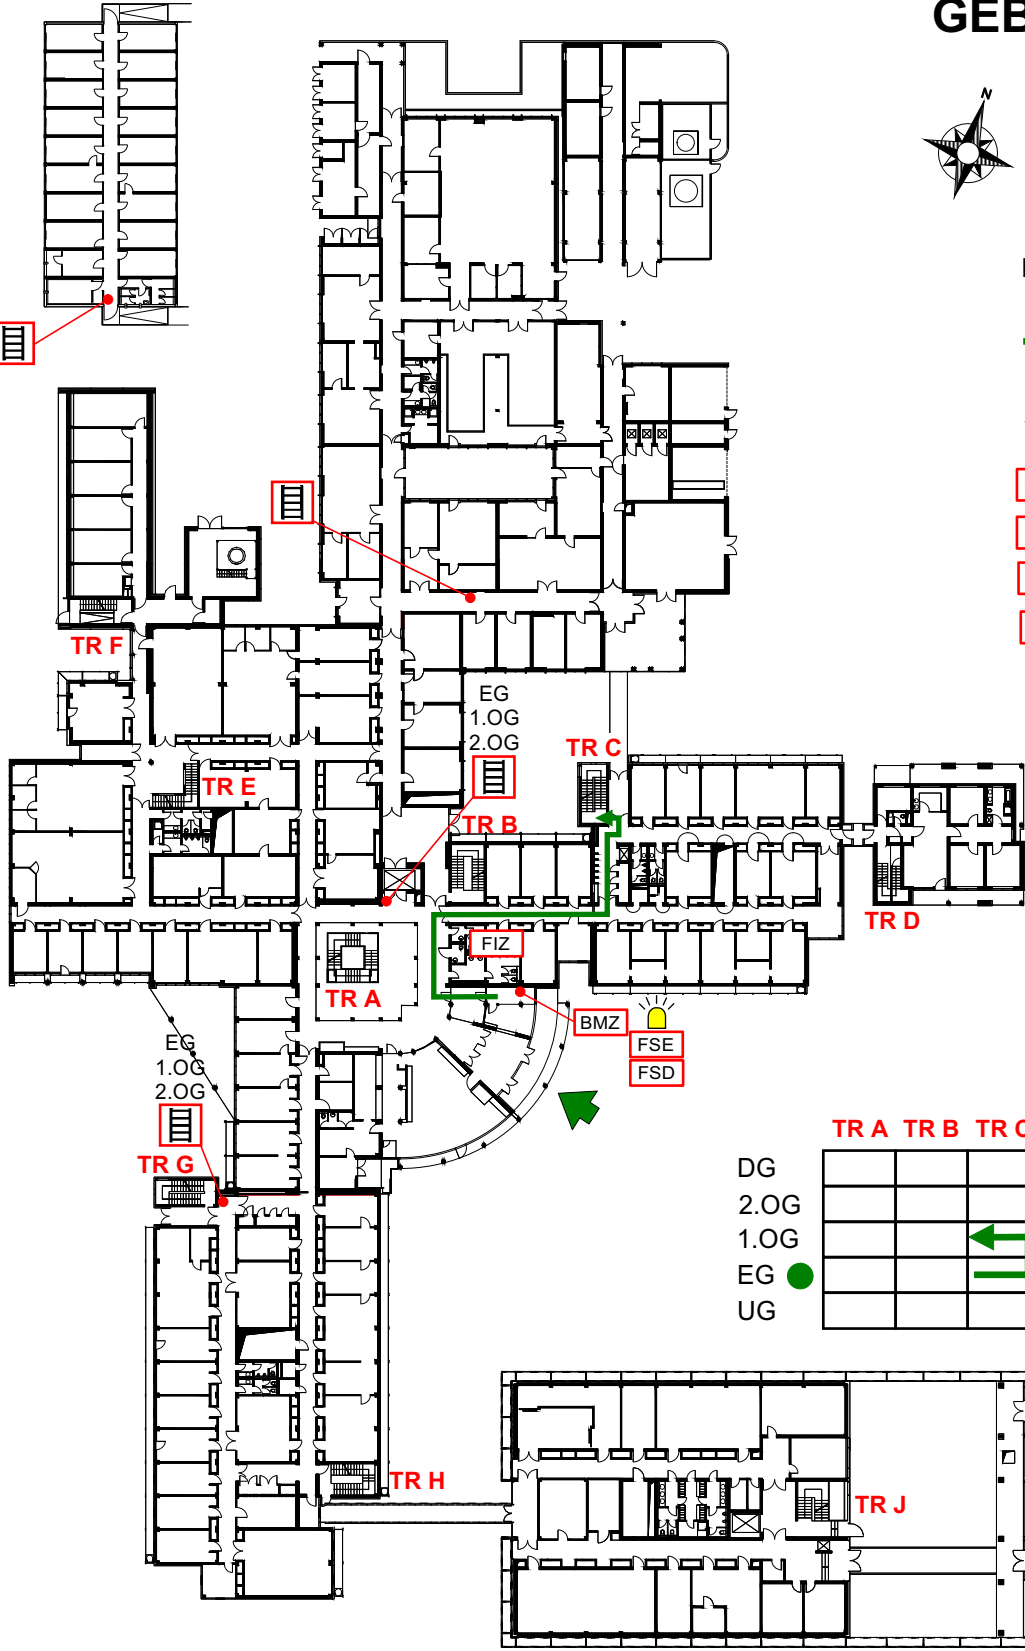 GEB
N
TR F
EG
1.OG
2.OG
TR C
TR E
TR B
TR D
FIZ
TR A
BMZ
FSE
FSD
EG
1.OG
2.OG
TR G
TR A TR B TR C
DG
2.OG
1.OG
EG
UG
TR H
TR J